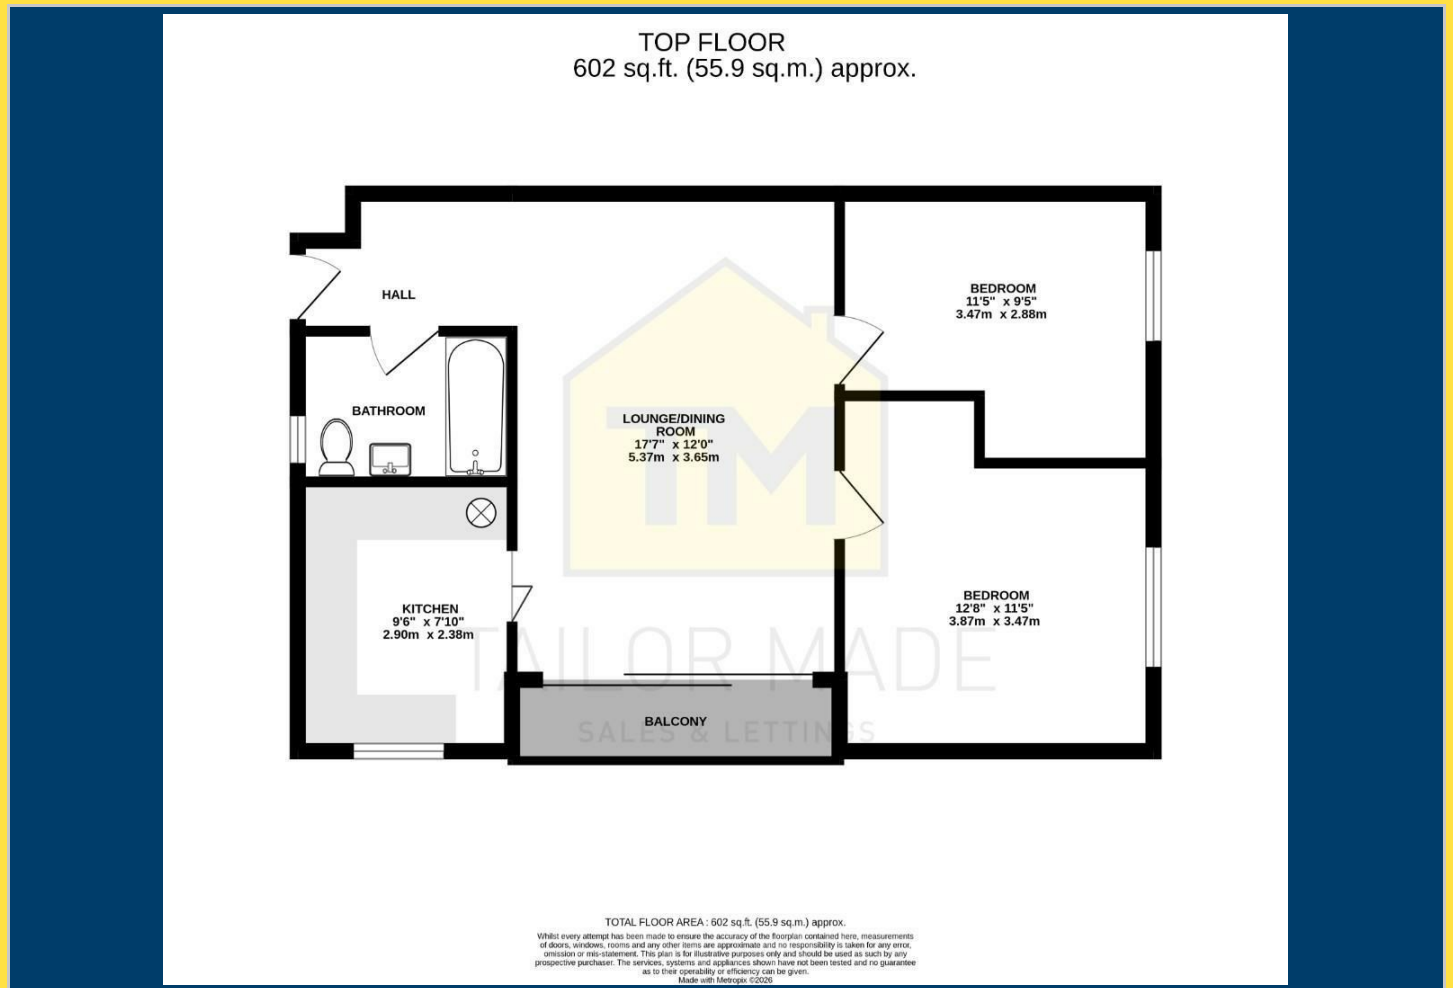 TOP FLOOR
602 sq.ft. (55.9 sq.m.) approx.
HALL
BEDROOM
11'5" x 9'5"
3.47m x 2.88m
BATHROOM
LOUNGE/DINING
ROOM
17'7" x 12'0"
5.37m x 3.65m
TM
KITCHEN
9'6" x 7'10"
2.90m x 2.38m
BEDROOM
12'8" x 11'5"
3.87m x 3.47m
TAILOR MADE
SALES & LETTINGS
BALCONY
TOTAL FLOOR AREA : 602 sq.ft. (55.9 sq.m.) approx.
Whilst every attempt has been made to ensure the accuracy of the floorplan contained here, measurements
of doors, windows, rooms and any other items are approximate and no responsibility is taken for any error,
omission or mis-statement. This plan is for illustrative purposes only and should be used as such by any
prospective purchaser. The services, systems and appliances shown have not been tested and no guarantee
as to their operability or efficiency can be given.
Made with Metropix ©2026